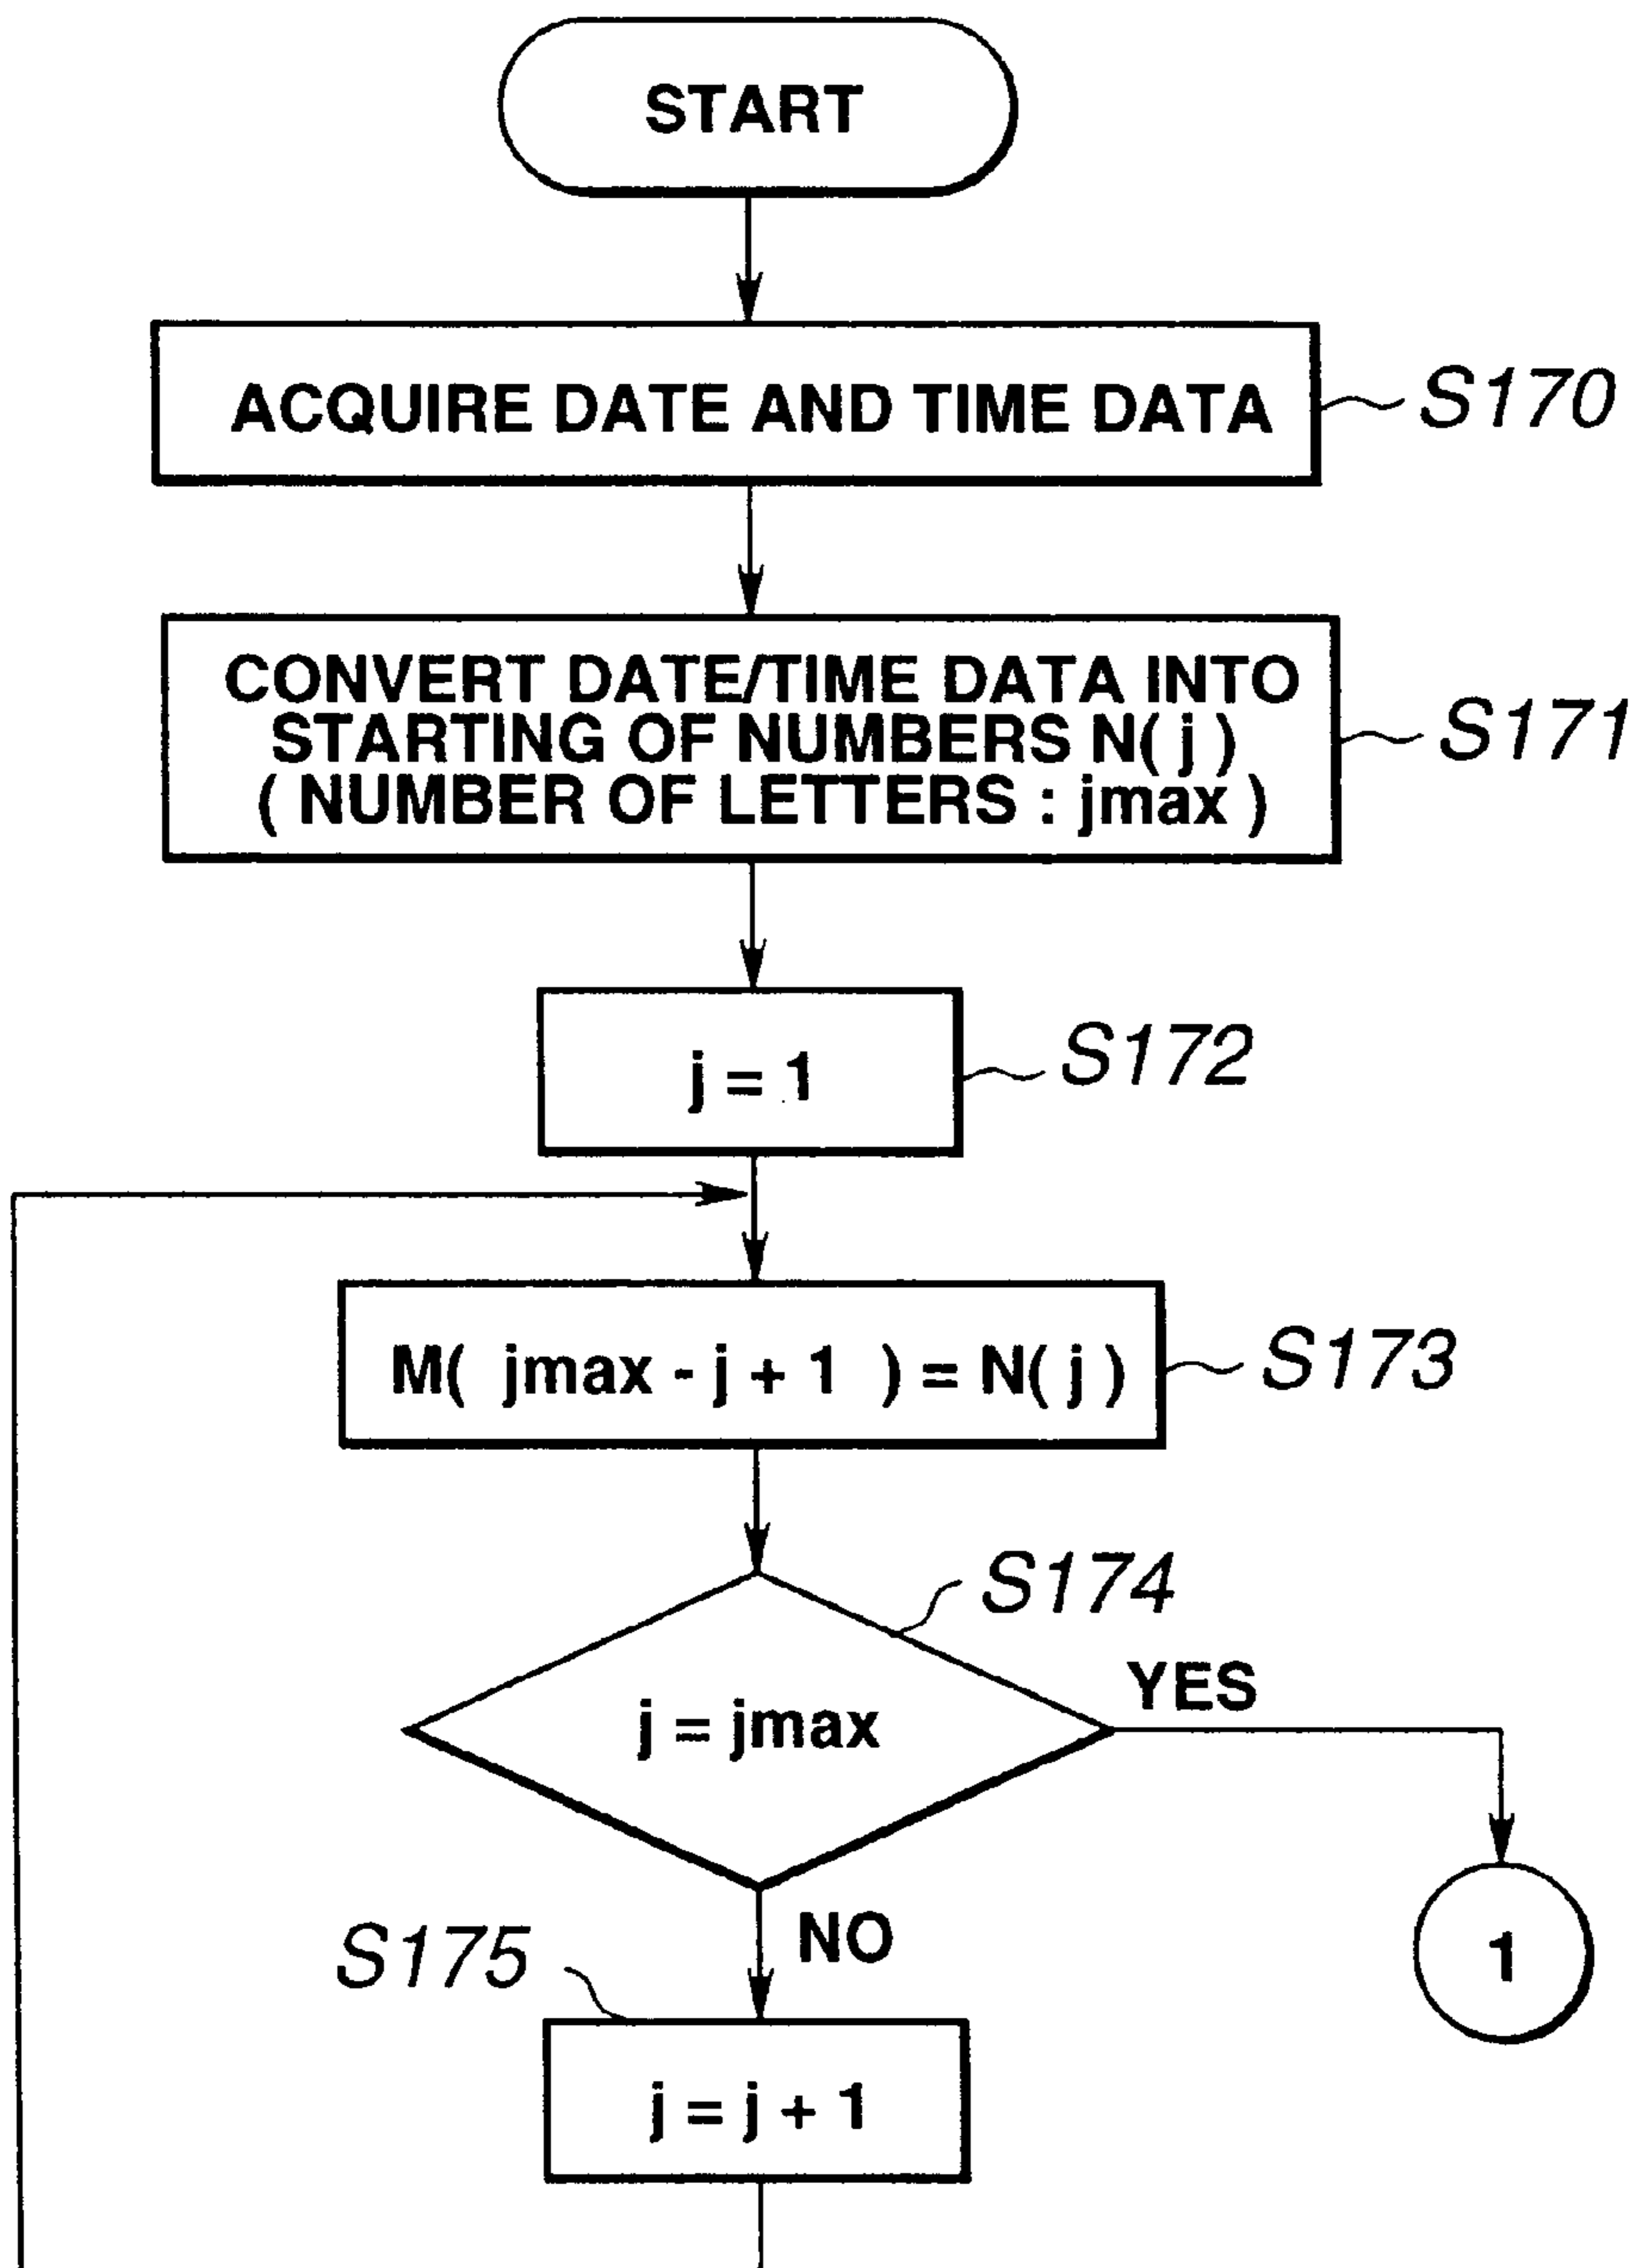 START
ACQUIRE DATE AND TIME DATA
S170
CONVERT DATE/TIME DATA INTO
STARTING OF NUMBERS N( j )
( NUMBER OF LETTERS : jmax )
S171
j = 1
S172
M( jmax - j + 1 ) = N( j )
S173
S174
j = jmax
YES
NO
1
S175
j = j + 1